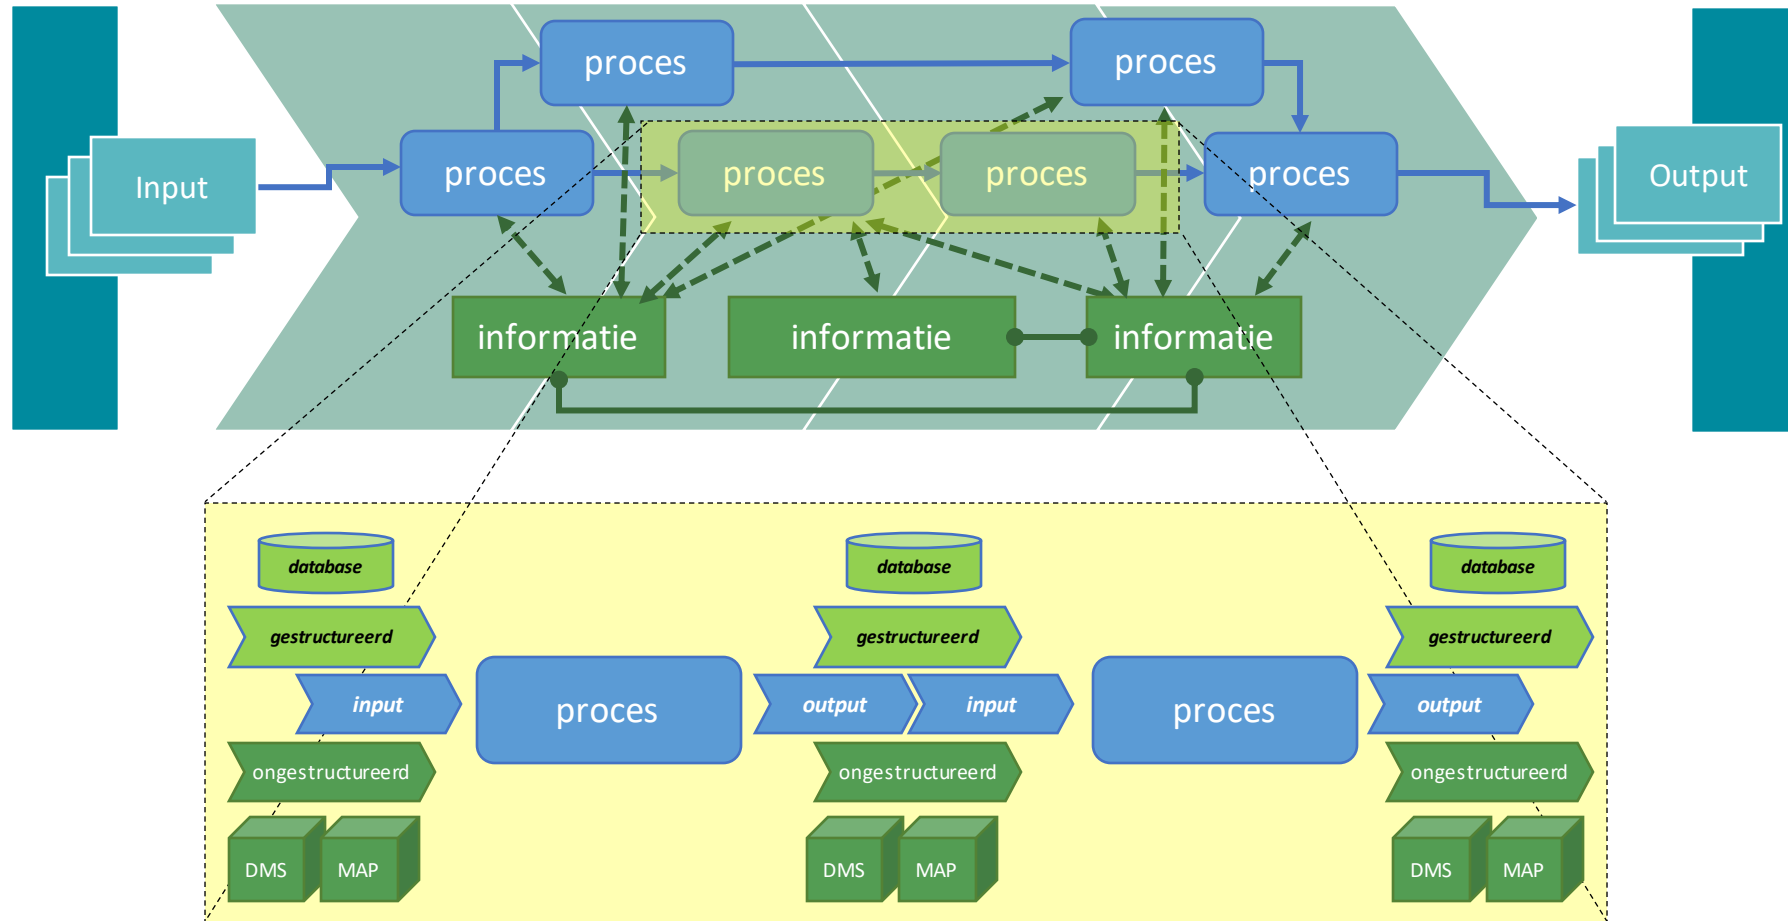 proces
proces
Input
proces
proces
proces
proces
Output
informatie
informatie
informatie
database
database
database
gestructureerd
gestructureerd
gestructureerd
input
proces
output
input
proces
output
ongestructureerd
ongestructureerd
ongestructureerd
DMS
MAP
DMS
MAP
DMS
MAP